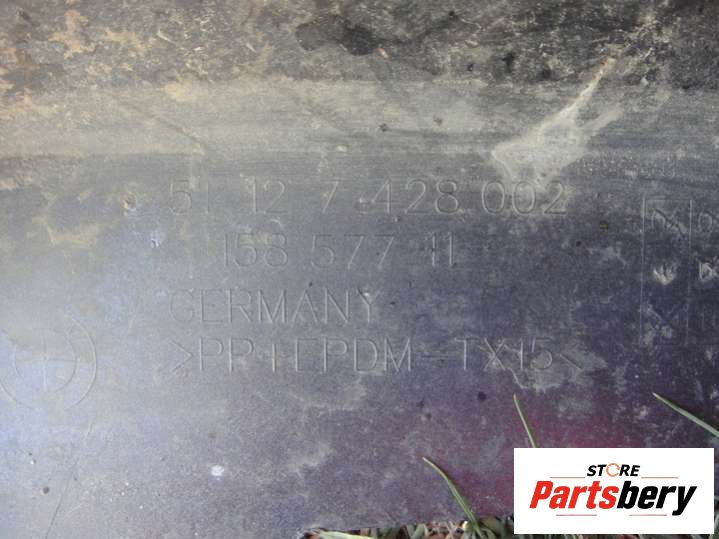 51 12 7 428 002
158 577 11
GERMANY
>PP+EPDM-TX15<
STORE
Partsbery